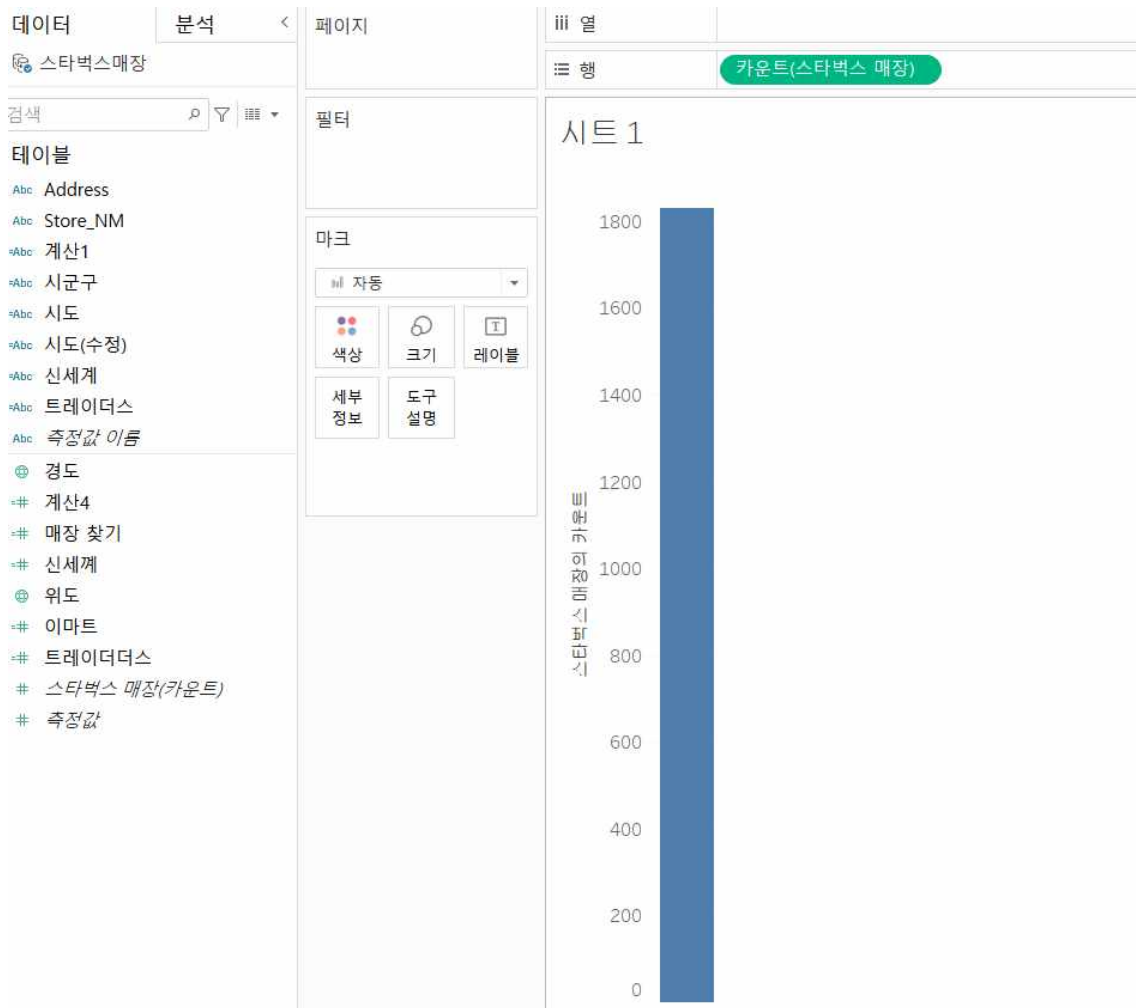 데이터
분석
스타벅스매장
검색
테이블
Abc Address
Abc Store_NM
=Abc 계산1
=Abc 시군구
=Abc 시도
=Abc 시도(수정)
=Abc 신세계
=Abc 트레이더스
Abc 측정값 이름
경도
=# 계산4
=# 매장 찾기
=# 신세꼐
위도
=# 이마트
=# 트레이더더스
# 스타벅스 매장(카운트)
# 측정값
페이지
필터
마크
자동
색상
크기
T
레이블
세부
정보
도구
설명
iii 열
행
카운트(스타벅스 매장)
시트 1
스타벅스 매장의 카운트
1800
1600
1400
1200
1000
800
600
400
200
0